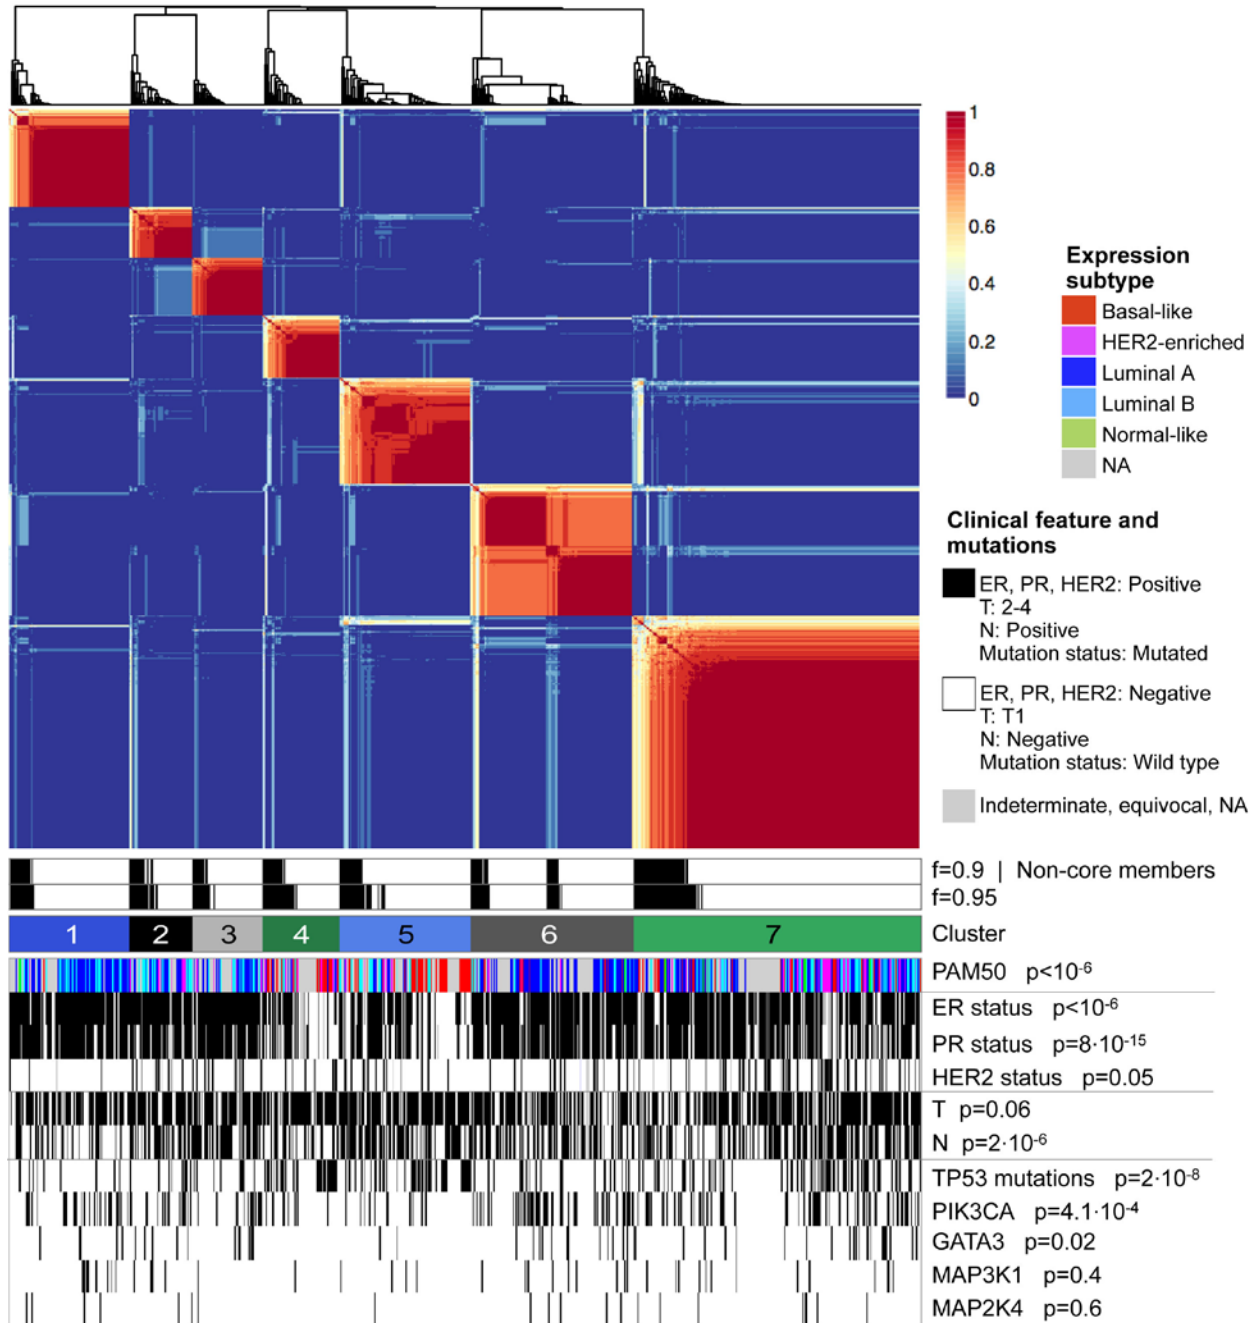 1
0.8
0.6
0.4
0.2
0
Expression
subtype
Basal-like
HER2-enriched
Luminal A
Luminal B
Normal-like
NA
Clinical feature and
mutations
ER, PR, HER2: Positive
T: 2-4
N: Positive
Mutation status: Mutated
ER, PR, HER2: Negative
T: T1
N: Negative
Mutation status: Wild type
Indeterminate, equivocal, NA
f=0.9 | Non-core members
f=0.95
1 2 3 4 5 6 7 Cluster
PAM50 p<10⁻⁶
ER status p<10⁻⁶
PR status p=8·10⁻¹⁵
HER2 status p=0.05
T p=0.06
N p=2·10⁻⁶
TP53 mutations p=2·10⁻⁸
PIK3CA p=4.1·10⁻⁴
GATA3 p=0.02
MAP3K1 p=0.4
MAP2K4 p=0.6